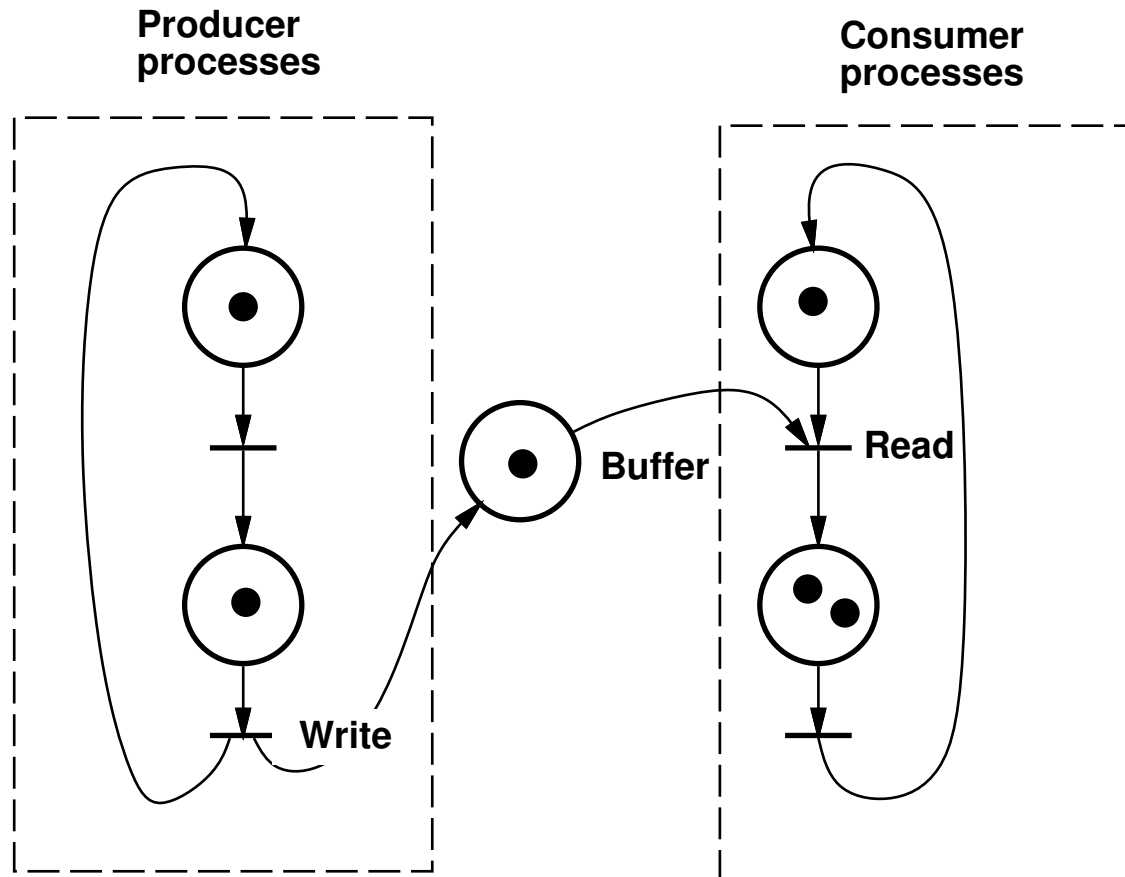 Producer
processes
Consumer
processes
Buffer
Read
Write